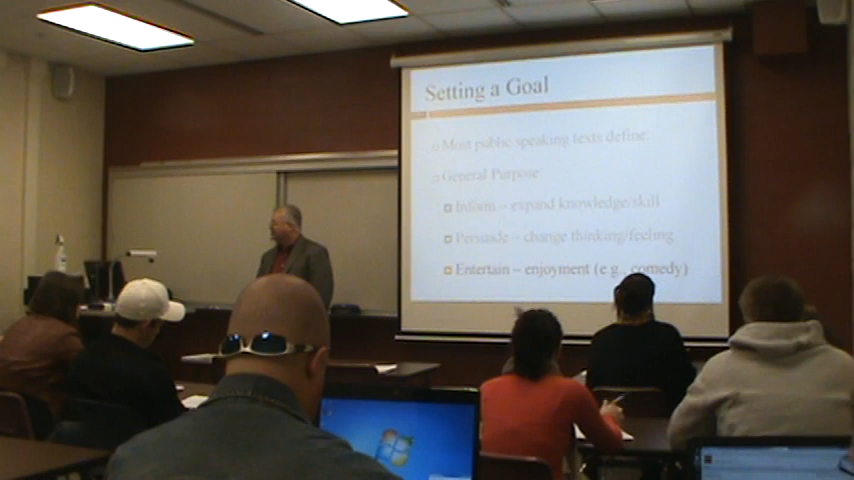 Setting a Goal
Most public speaking texts define
General Purpose
Inform – expand knowledge/skill
Persuade – change thinking/feeling
Entertain – enjoyment (e.g., comedy)